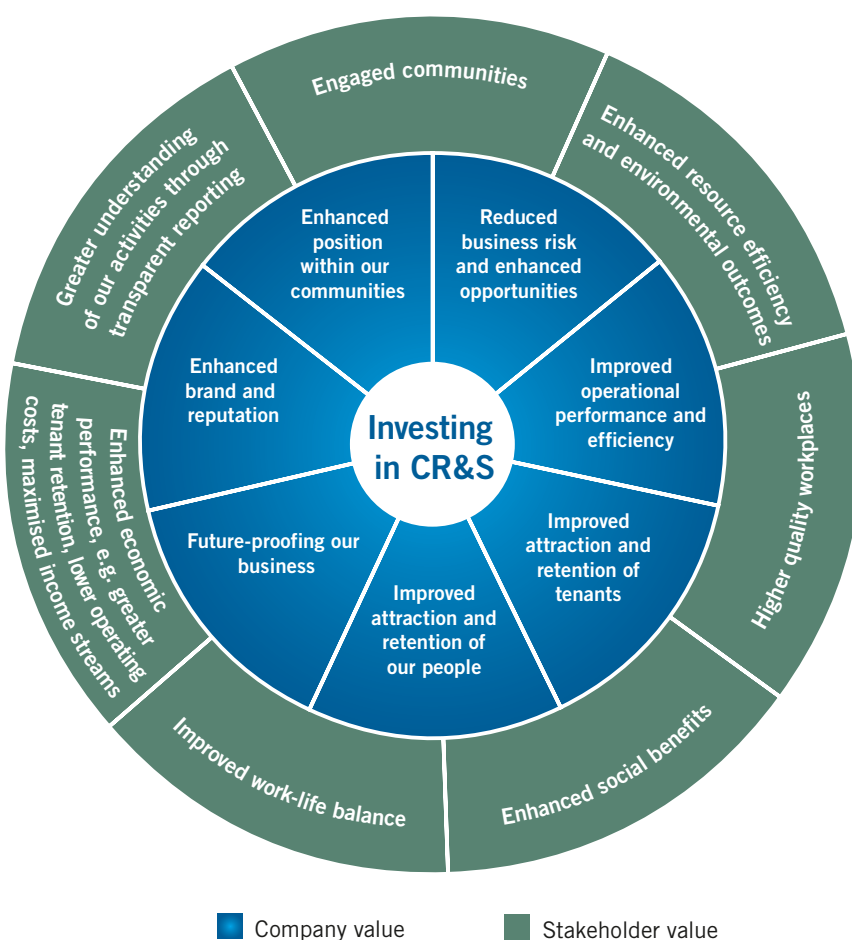 Engaged communities
Enhanced resource efficiency
and environmental outcomes
Higher quality workplaces
Enhanced social benefits
Improved work-life balance
Enhanced economic
performance, e.g. greater
tenant retention, lower operating
costs, maximised income streams
Greater understanding
of our activities through
transparent reporting
Enhanced
position
within our
communities
Reduced
business risk
and enhanced
opportunities
Improved
operational
performance and
efficiency
Improved
attraction and
retention of
tenants
Improved
attraction and
retention of
our people
Future-proofing our
business
Enhanced
brand and
reputation
Investing
in CR&S
Company value
Stakeholder value